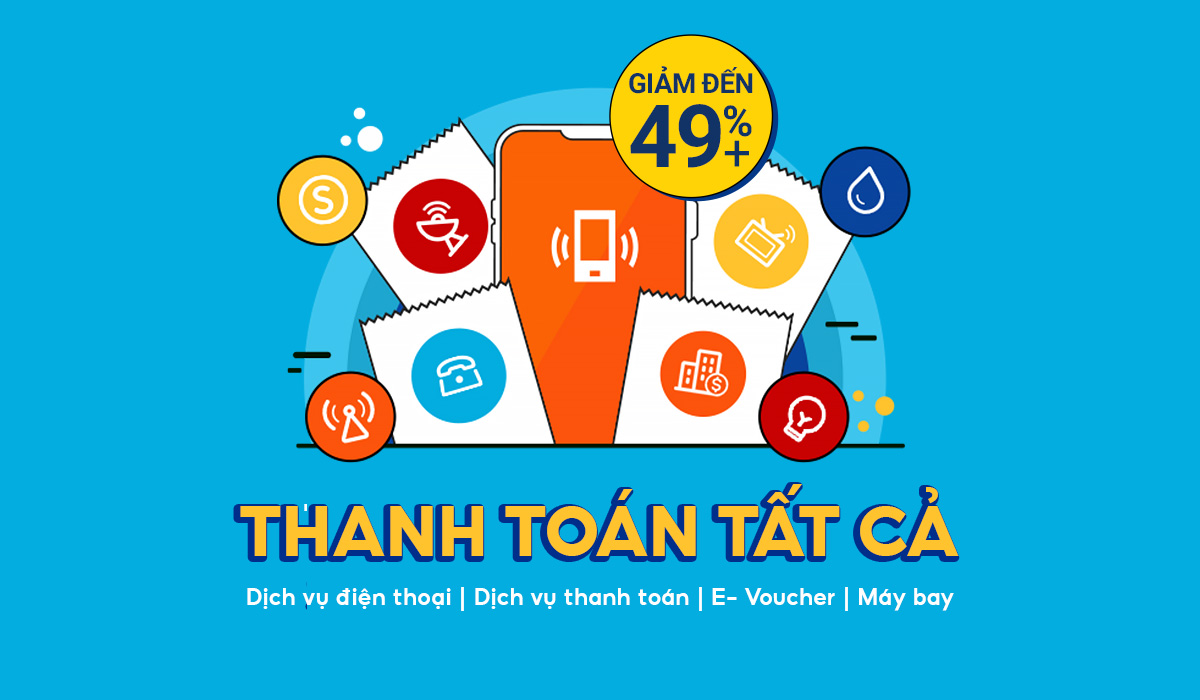 GIẢM ĐẾN
49%+
THANH TOÁN TẤT CẢ
Dịch vụ điện thoại | Dịch vụ thanh toán | E- Voucher | Máy bay